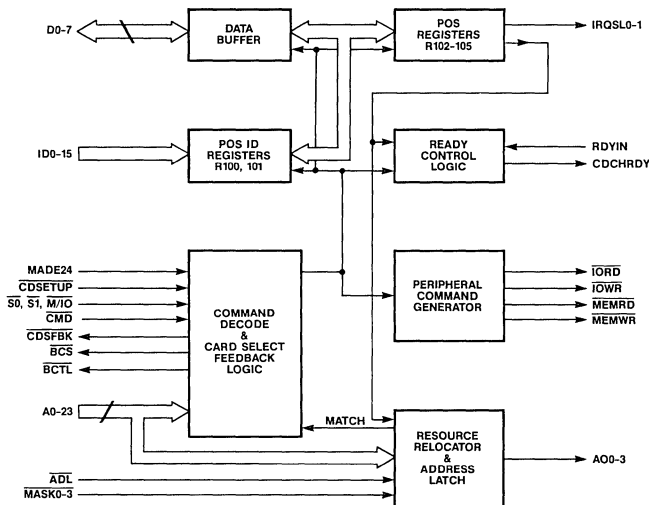 D0-7
DATA
BUFFER
POS
REGISTERS
R102-105
IRQSL0-1
ID0-15
POS ID
REGISTERS
R100, 101
READY
CONTROL
LOGIC
RDYIN
CDCHRDY
MADE24
CDSETUP
S0, S1, M/IO
CMD
CDSFBK
BCS
BCTL
A0-23
COMMAND
DECODE
&
CARD SELECT
FEEDBACK
LOGIC
PERIPHERAL
COMMAND
GENERATOR
IORD
IOWR
MEMRD
MEMWR
MATCH
RESOURCE
RELOCATOR
&
ADDRESS
LATCH
AO0-3
ADL
MASK0-3